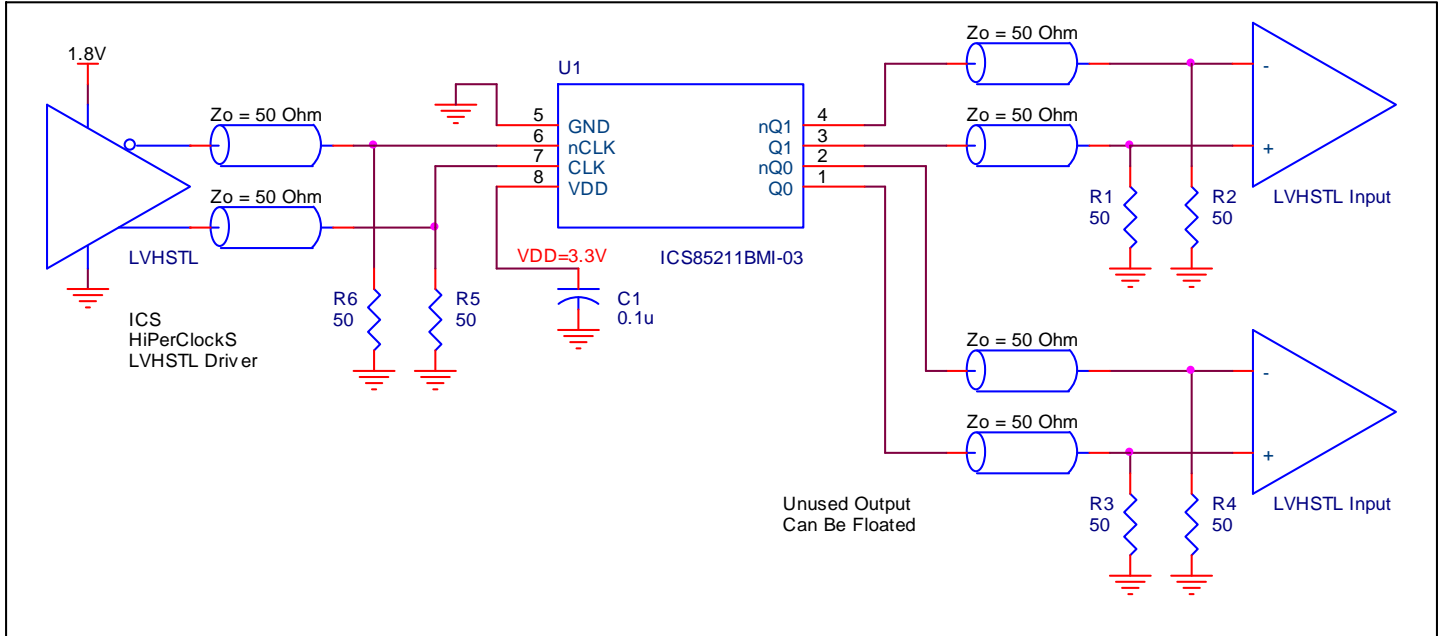 1.8V
Zo = 50 Ohm
Zo = 50 Ohm
LVHSTL
ICS
HiPerClockS
LVHSTL Driver
R6
50
R5
50
U1
5
GND
6
nCLK
7
CLK
8
VDD
nQ1
4
Q1
3
nQ0
2
Q0
1
ICS85211BMI-03
VDD=3.3V
C1
0.1u
Zo = 50 Ohm
Zo = 50 Ohm
-
+
R1
50
R2
50
LVHSTL Input
Zo = 50 Ohm
Zo = 50 Ohm
-
+
R3
50
R4
50
LVHSTL Input
Unused Output
Can Be Floated